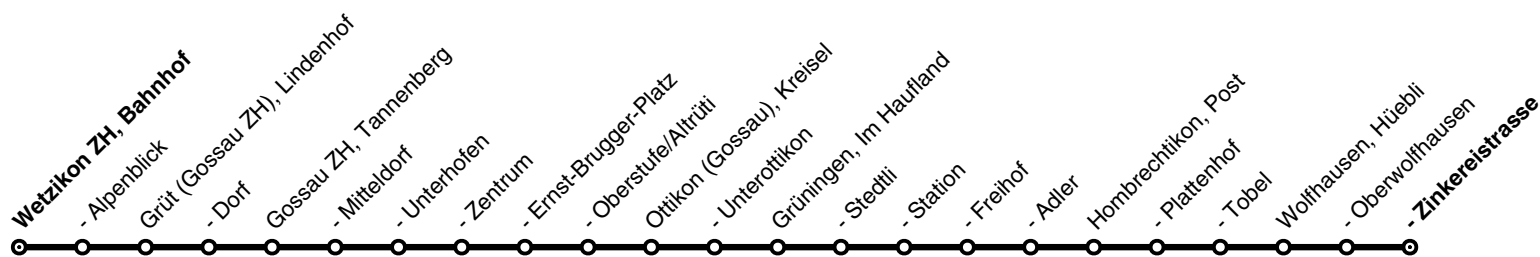 Wetzikon ZH, Bahnhof
- Alpenblick
Grüt (Gossau ZH), Lindenhof
- Dorf
Gossau ZH, Tannenberg
- Mitteldorf
- Unterhofen
- Zentrum
- Ernst-Brugger-Platz
- Oberstufe/Altrüti
Ottikon (Gossau), Kreisel
- Unterottikon
Grüningen, Im Haufland
- Stedtli
- Station
- Freihof
- Adler
Hombrechtikon, Post
- Plattenhof
- Tobel
Wolfhausen, Hüebli
- Oberwolfhausen
- Zinkereistrasse